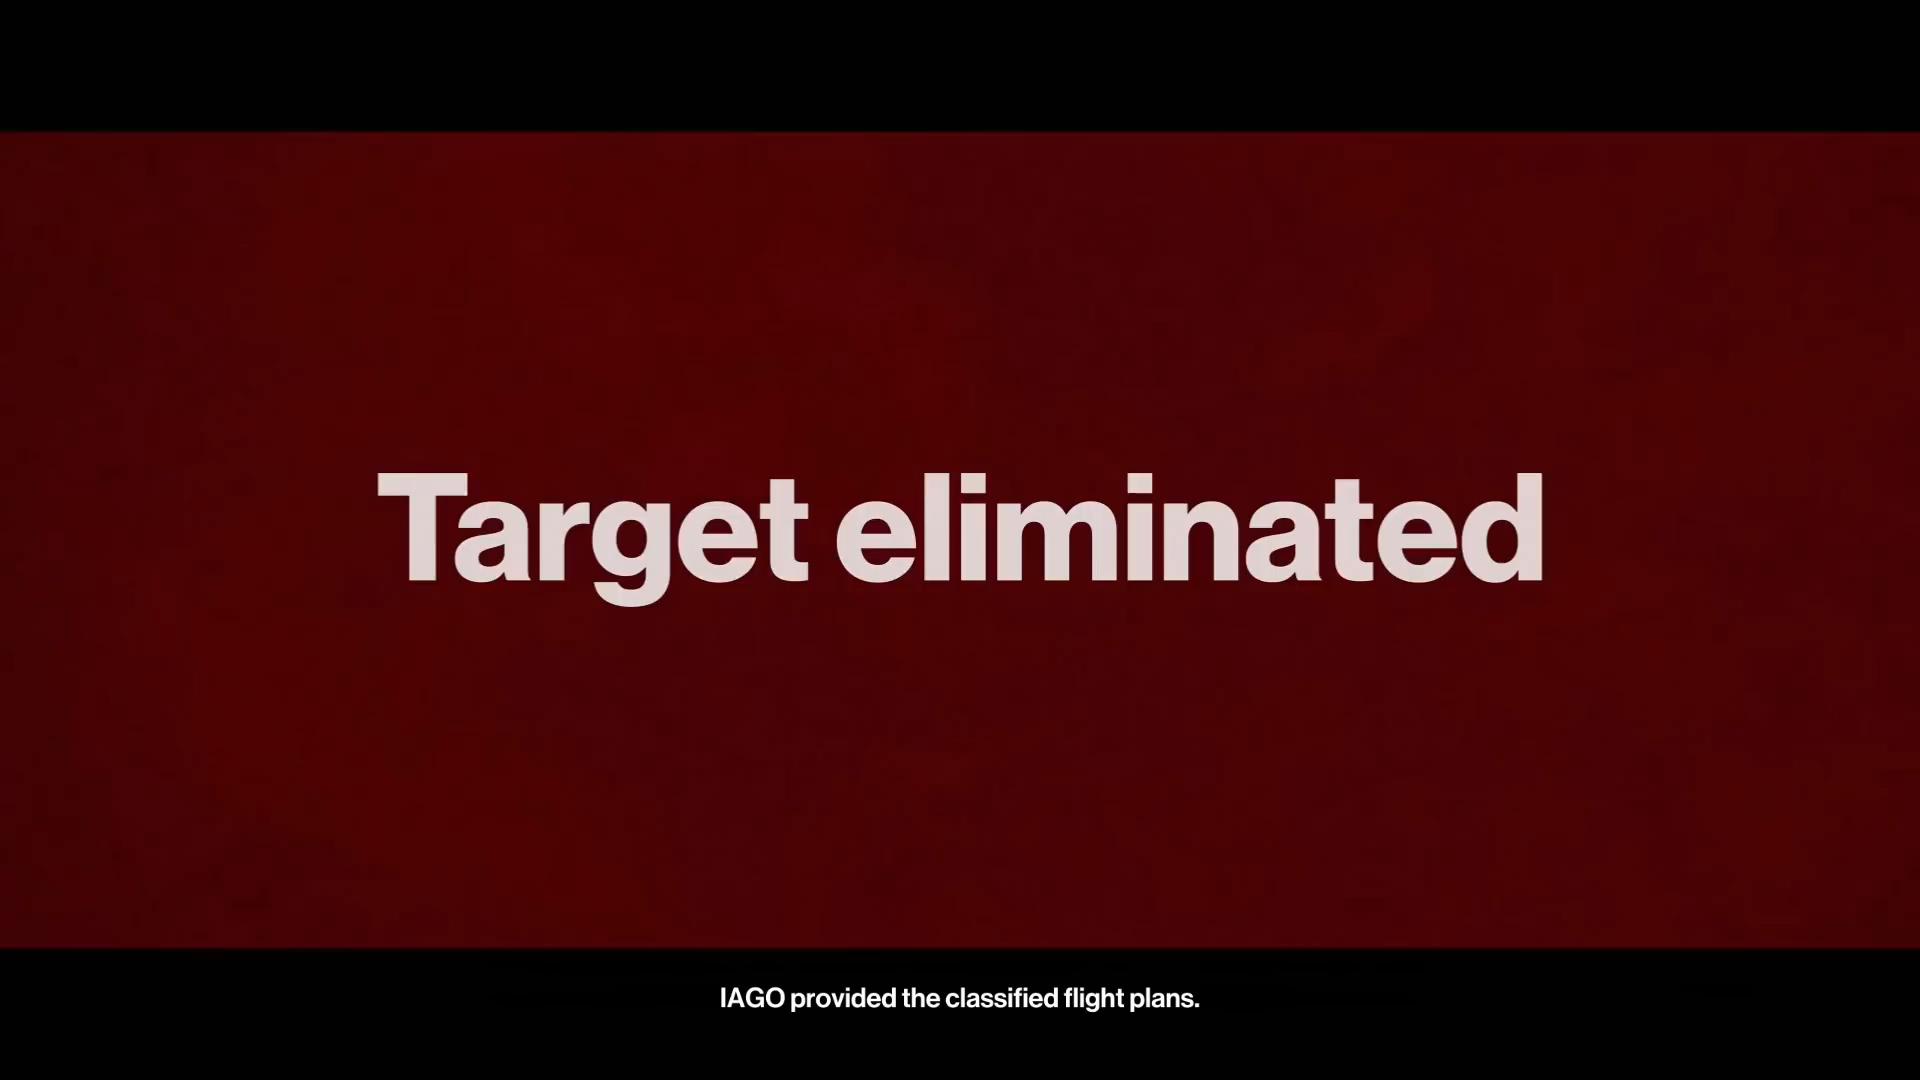 Target eliminated
IAGO provided the classified flight plans.